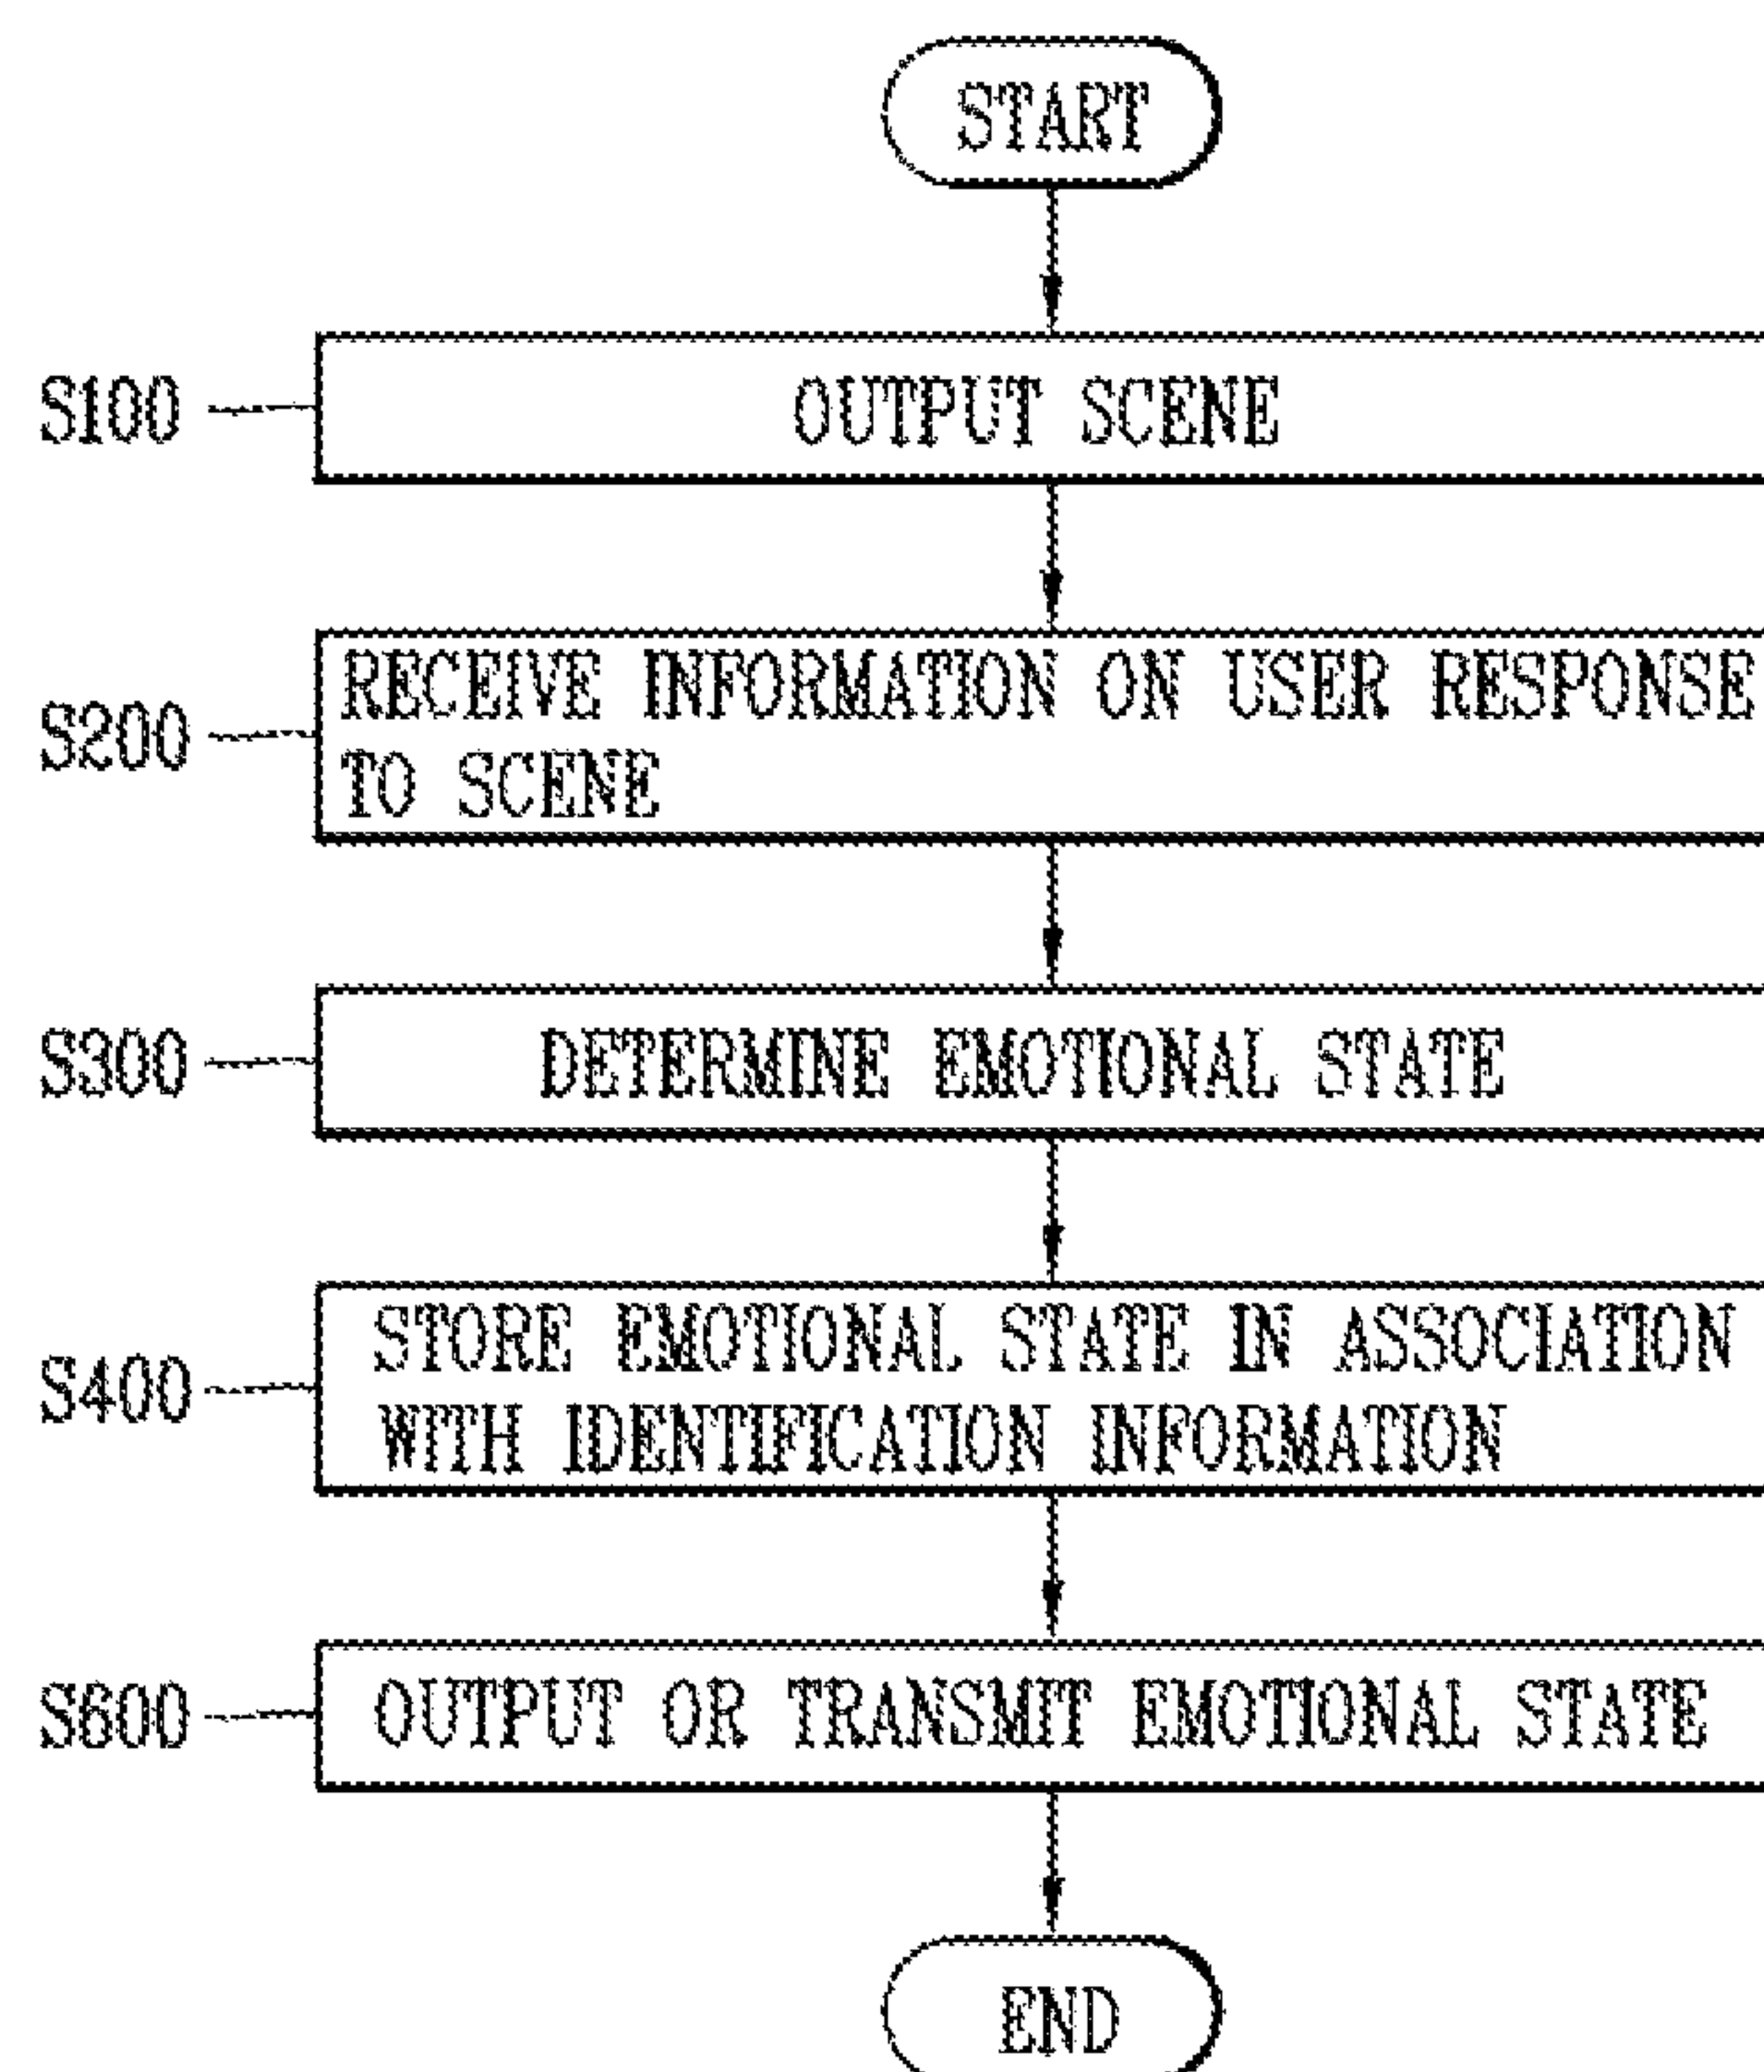 START
S100
OUTPUT SCENE
S200
RECEIVE INFORMATION ON USER RESPONSE
TO SCENE
S300
DETERMINE EMOTIONAL STATE
S400
STORE EMOTIONAL STATE IN ASSOCIATION
WITH IDENTIFICATION INFORMATION
S600
OUTPUT OR TRANSMIT EMOTIONAL STATE
END